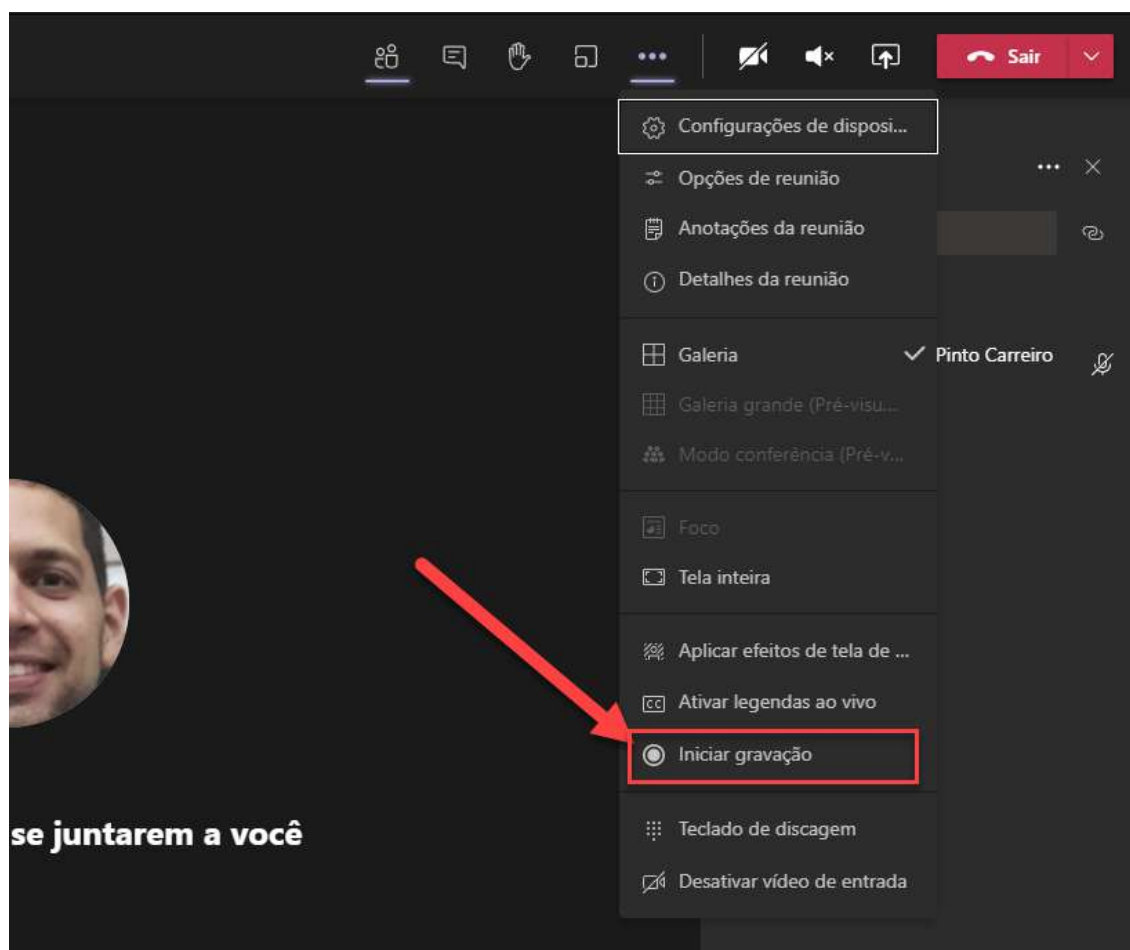 Sair
Configurações de disposi...
Opções de reunião
Anotações da reunião
Detalhes da reunião
Galeria
Pinto Carreiro
Galeria grande (Pré-visu...
Modo conferência (Pré-v...
Foco
Tela inteira
Aplicar efeitos de tela de ...
CC Ativar legendas ao vivo
Iniciar gravação
se juntarem a você
Teclado de discagem
Desativar vídeo de entrada